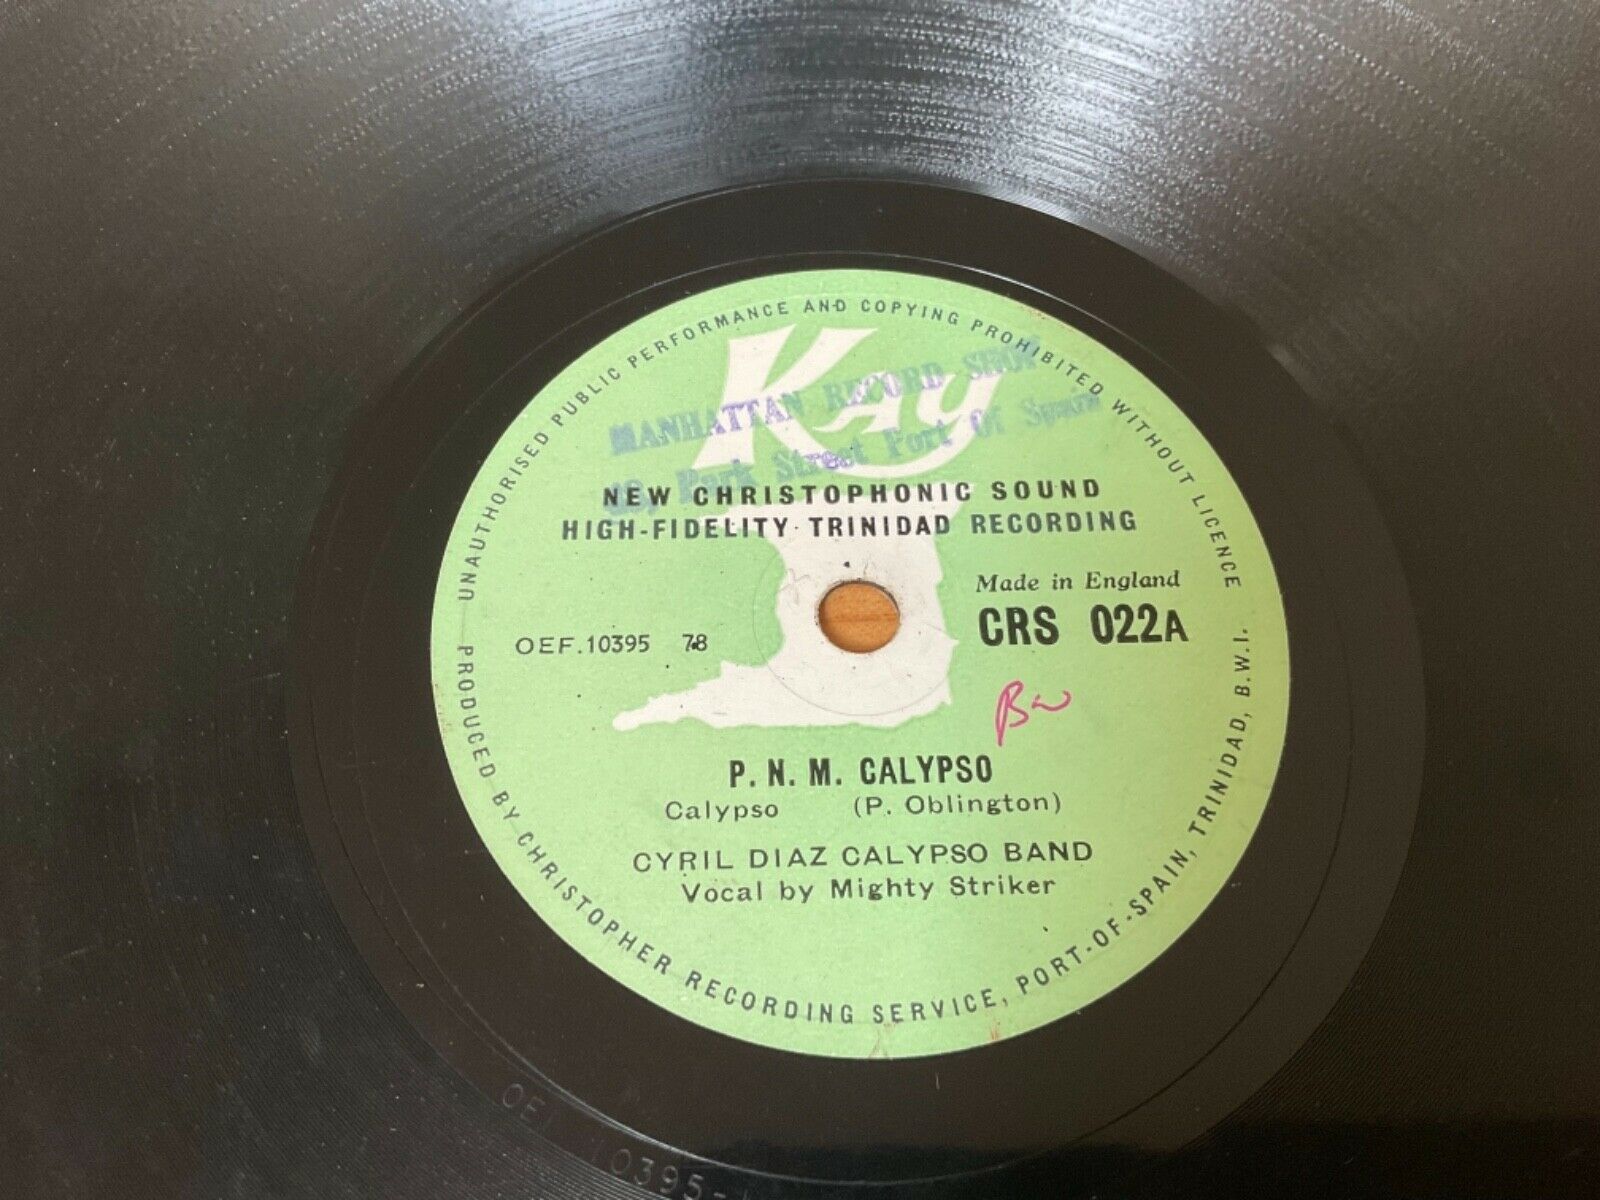 UNAUTHORISED PUBLIC PERFORMANCE AND COPYING PROHIBITED WITHOUT LICENCE
Kay
MANHATTAN RECORD SHOP
Park Street Port Of Spain
NEW CHRISTOPHONIC SOUND
HIGH-FIDELITY TRINIDAD RECORDING
Made in England
CRS 022A
OEF.10395 78
P. N. M. CALYPSO
Calypso (P. Oblington)
CYRIL DIAZ CALYPSO BAND
Vocal by Mighty Striker
PRODUCED BY CHRISTOPHER RECORDING SERVICE, PORT-OF-SPAIN, TRINIDAD, B.W.I.
10395-